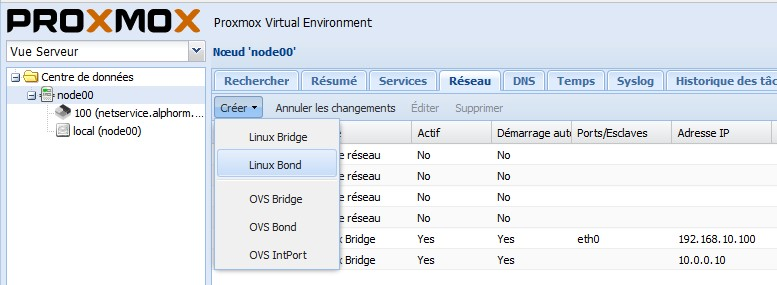 PROXMOX Proxmox Virtual Environment
Vue Serveur Nœud 'node00'
Centre de données
node00
100 (netservice.alphorm....
local (node00)
Rechercher Résumé Services Réseau DNS Temps Syslog Historique des tâc
Créer Annuler les changements Éditer Supprimer
Actif Démarrage auto Ports/Esclaves Adresse IP
Linux Bridge
Linux Bond
OVS Bridge
OVS Bond
OVS IntPort
e réseau No No
e réseau No No
e réseau No No
e réseau No No
Bridge Yes Yes eth0 192.168.10.100
Bridge Yes Yes 10.0.0.10